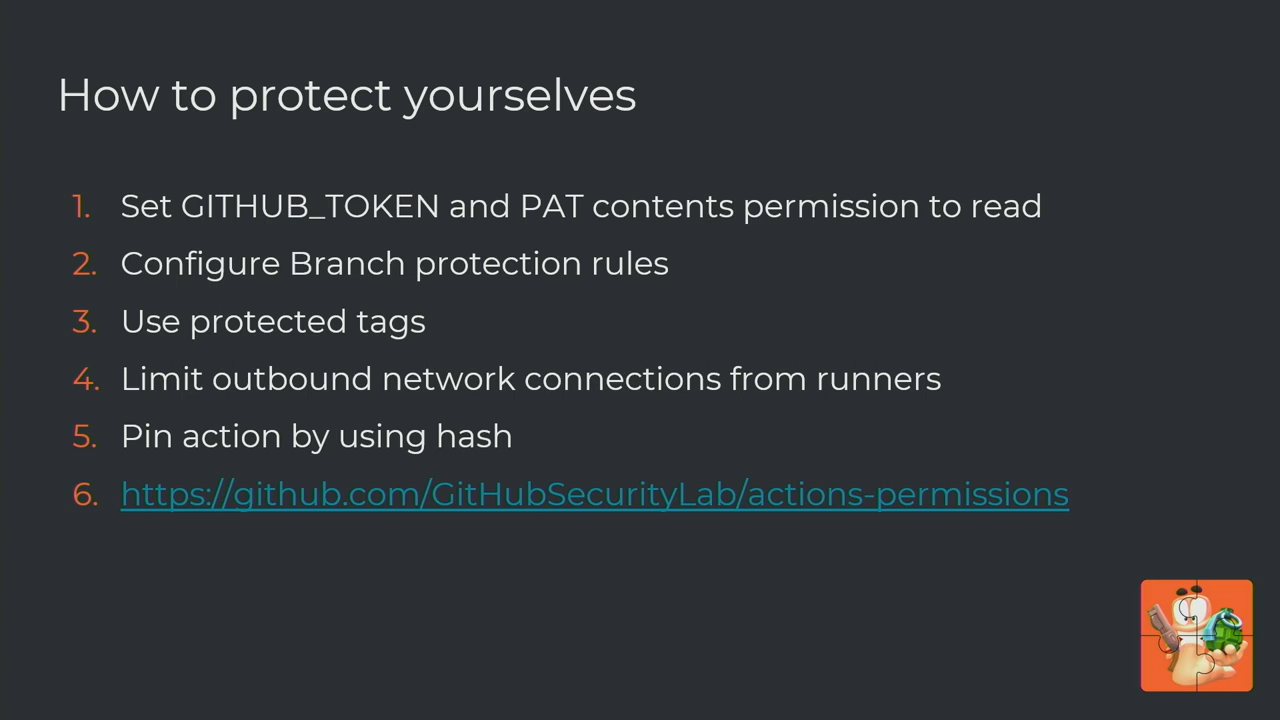 How to protect yourselves
1. Set GITHUB_TOKEN and PAT contents permission to read
2. Configure Branch protection rules
3. Use protected tags
4. Limit outbound network connections from runners
5. Pin action by using hash
6. https://github.com/GitHubSecurityLab/actions-permissions